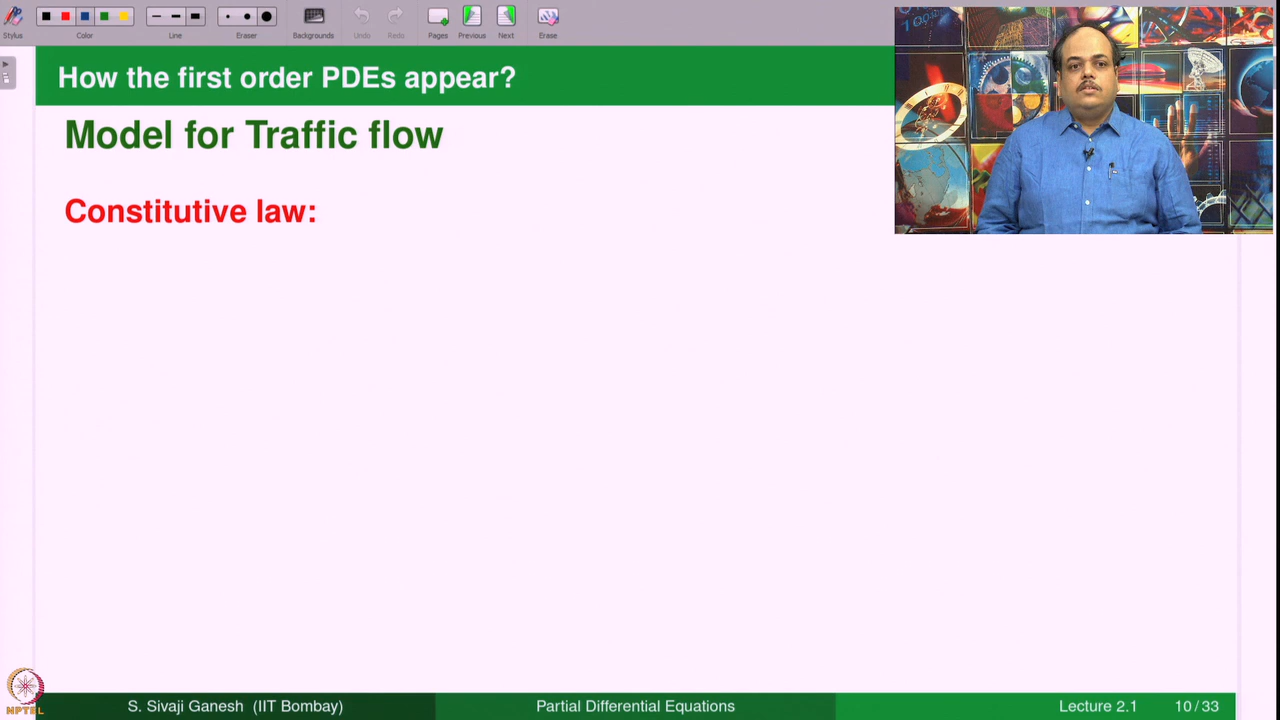 Stylus
Color
Line
Eraser
Backgrounds
Undo
Redo
Pages
Previous
Next
Erase
How the first order PDEs appear?
Model for Traffic flow
Constitutive law:
NPTEL
S. Sivaji Ganesh (IIT Bombay)
Partial Differential Equations
Lecture 2.1
10/33